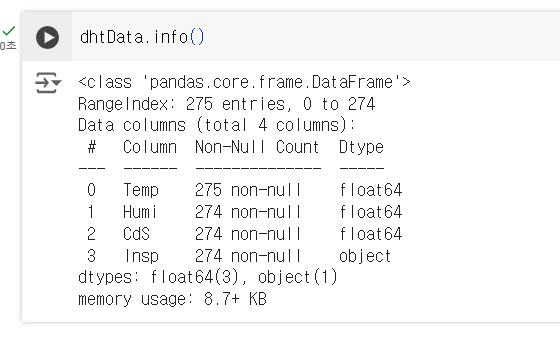 dhtData.info()
0초
<class 'pandas.core.frame.DataFrame'>
RangeIndex: 275 entries, 0 to 274
Data columns (total 4 columns):
#   Column  Non-Null Count  Dtype
---  ------  --------------  -----
0   Temp    275 non-null    float64
1   Humi    274 non-null    float64
2   CdS     274 non-null    float64
3   Insp    274 non-null    object
dtypes: float64(3), object(1)
memory usage: 8.7+ KB